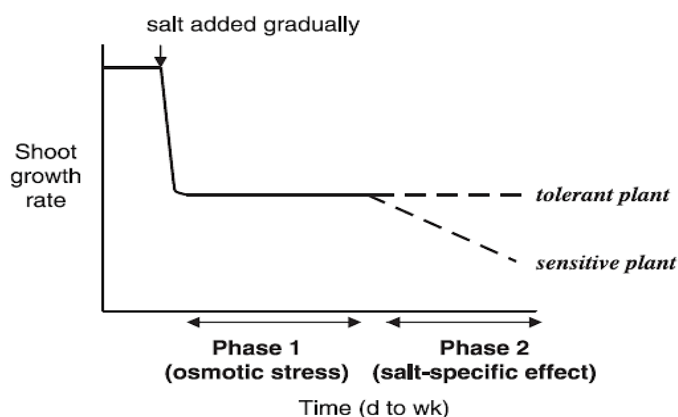 salt added gradually
Shoot
growth
rate
tolerant plant
sensitive plant
Phase 1
(osmotic stress)
Phase 2
(salt-specific effect)
Time (d to wk)